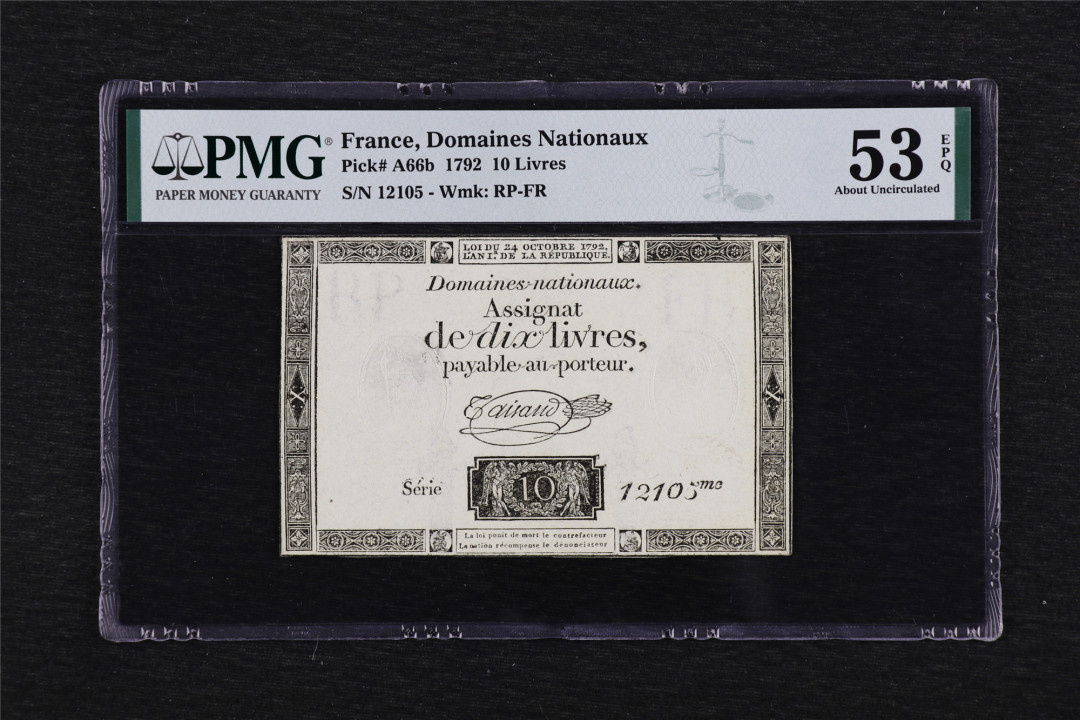 PMG®
PAPER MONEY GUARANTY
France, Domaines Nationaux
Pick# A66b 1792 10 Livres
S/N 12105 - Wmk: RP-FR
53
EPQ
About Uncirculated
LOI DU 24 OCTOBRE 1792.
L'AN Iᵉʳ. DE LA RÉPUBLIQUE.
Domaines nationaux.
Assignat
de dix livres,
payable au porteur.
Taisaud
X
X
Série 10 12105me
La loi punit de mort le contrefacteur
La nation récompense le dénonciateur